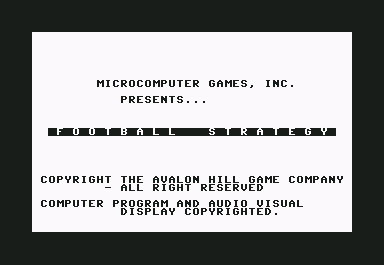 MICROCOMPUTER GAMES, INC.
PRESENTS...
FOOTBALL STRATEGY
COPYRIGHT THE AVALON HILL GAME COMPANY
- ALL RIGHT RESERVED
COMPUTER PROGRAM AND AUDIO VISUAL
DISPLAY COPYRIGHTED.